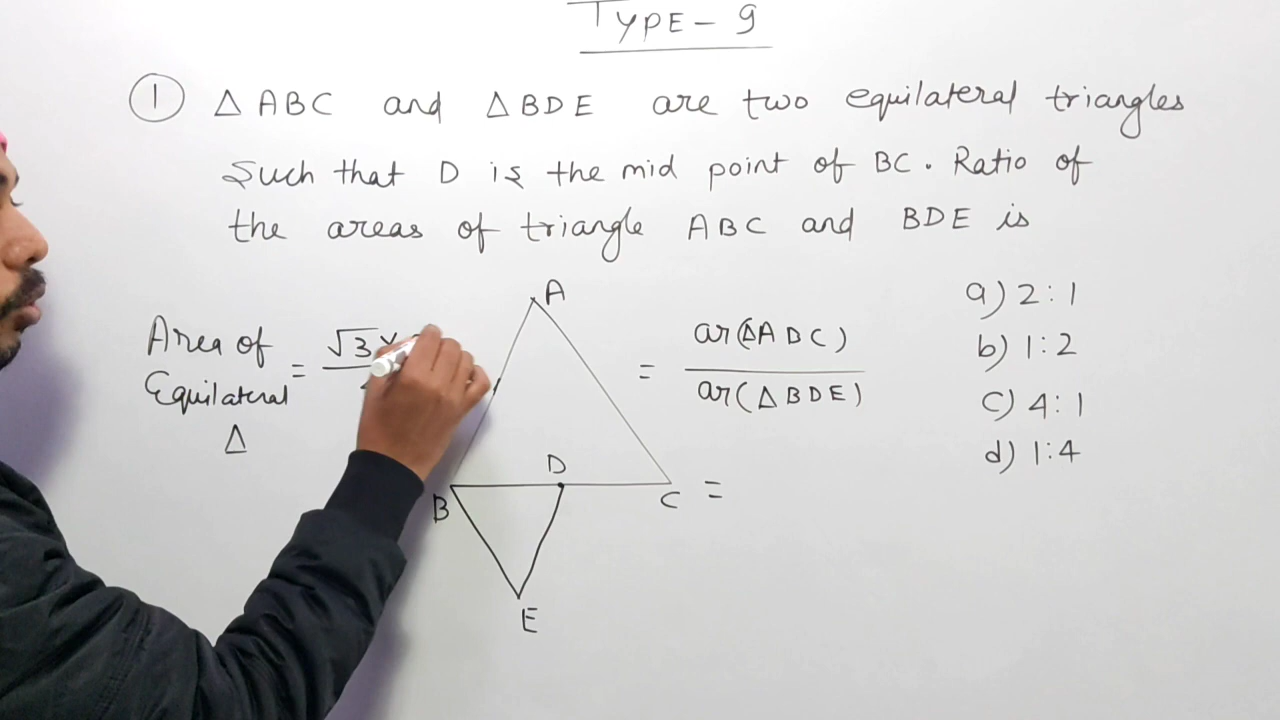 TYPE - 9
① △ ABC and △ BDE are two equilateral triangles
Such that D is the mid point of BC. Ratio of
the areas of triangle ABC and BDE is
Area of
Equilateral
△
= √3 ×
A
B
D
C
E
= ar(△ABC)
ar(△BDE)
=
a) 2:1
b) 1:2
c) 4:1
d) 1:4